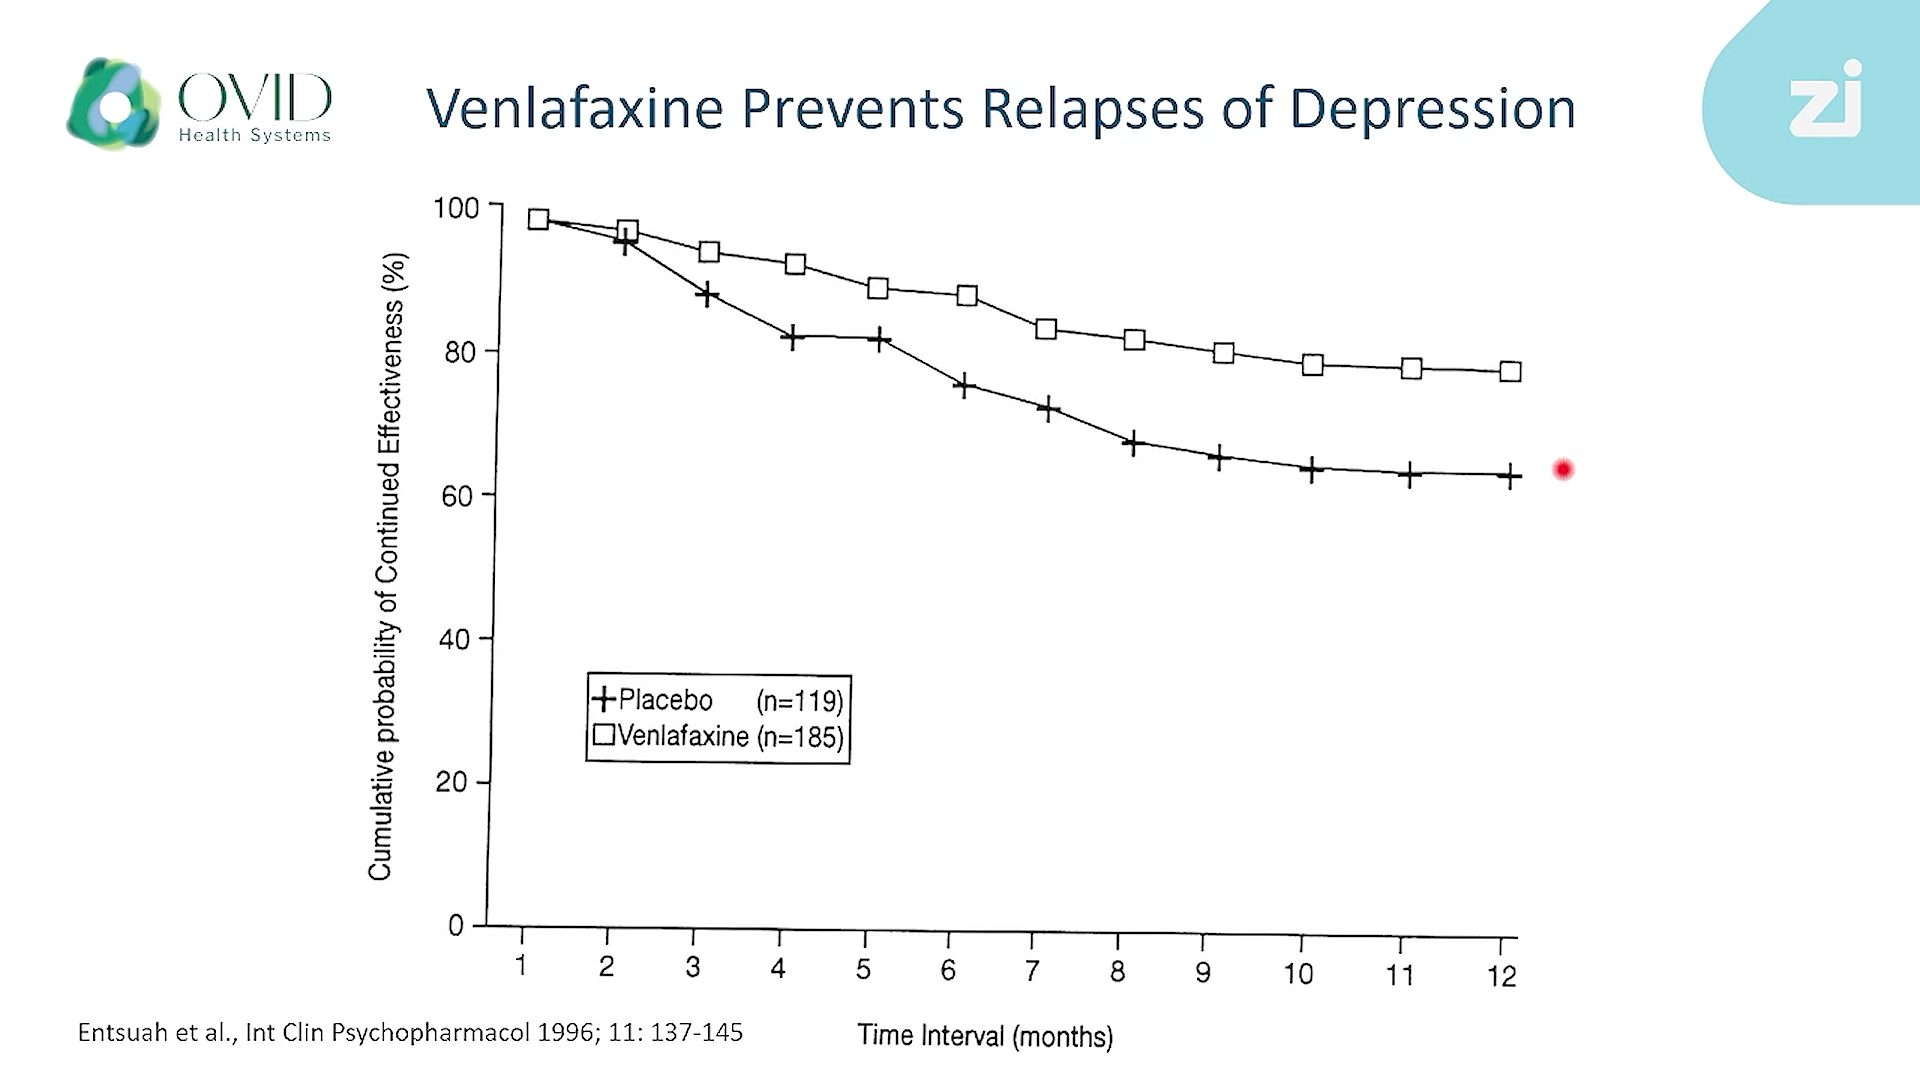 OVID
Health Systems
Venlafaxine Prevents Relapses of Depression
zi
Cumulative probability of Continued Effectiveness (%)
100
80
60
40
20
0
Placebo (n=119)
Venlafaxine (n=185)
1 2 3 4 5 6 7 8 9 10 11 12
Time Interval (months)
Entsuah et al., Int Clin Psychopharmacol 1996; 11: 137-145